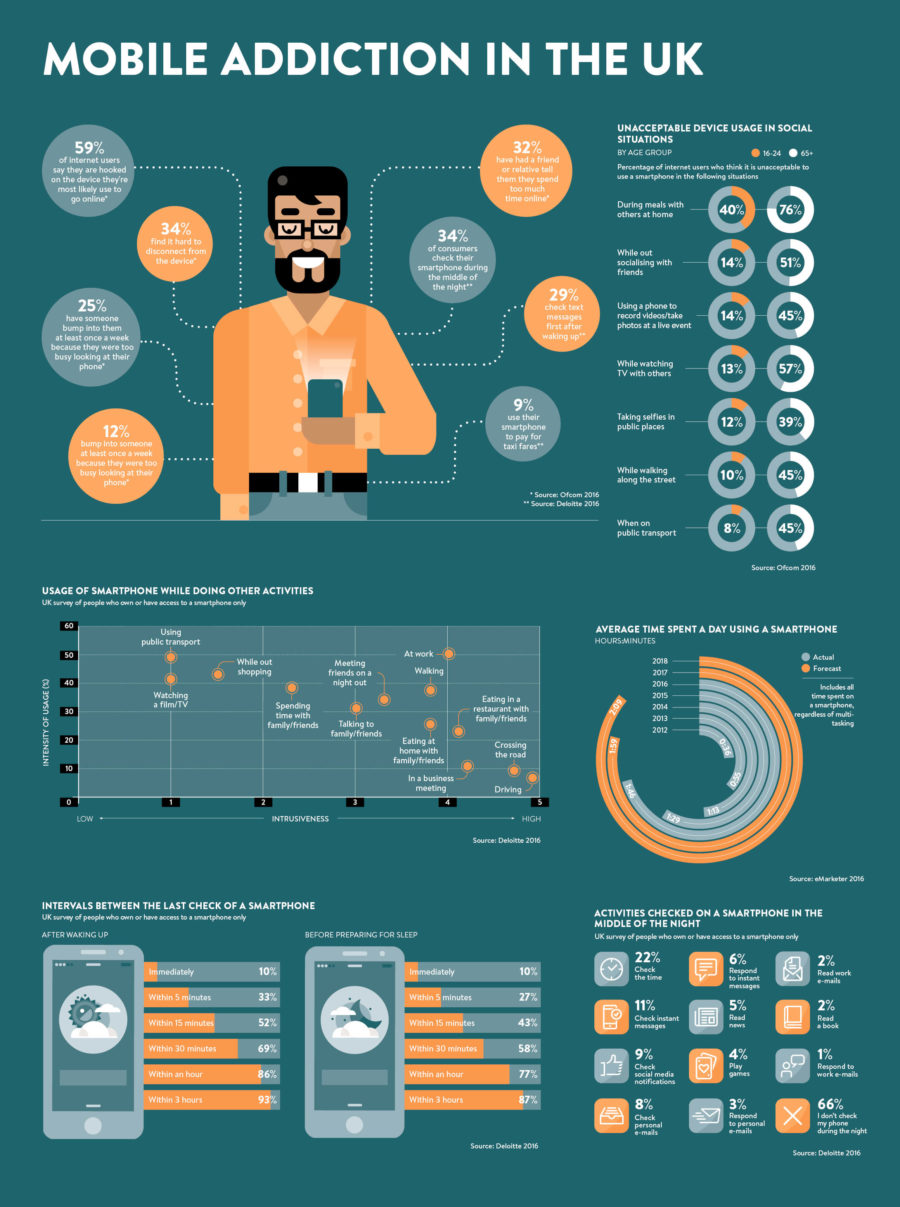 MOBILE ADDICTION IN THE UK
59%
of internet users
say they are hooked
on the device they're
most likely use to
go online*
34%
find it hard to
disconnect from
the device*
25%
have someone
bump into them
at least once a week
because they were too
busy looking at their
phone*
12%
bump into someone
at least once a week
because they were too
busy looking at their
phone*
32%
have had a friend
or relative tell
them they spend
too much
time online*
34%
of consumers
check their
smartphone during
the middle of
the night**
29%
check text
messages
first after
waking up**
9%
use their
smartphone
to pay for
taxi fares**
* Source: Ofcom 2016
** Source: Deloitte 2016
UNACCEPTABLE DEVICE USAGE IN SOCIAL
SITUATIONS
BY AGE GROUP
16-24
65+
Percentage of internet users who think it is unacceptable to
use a smartphone in the following situations
During meals with
others at home
40%
76%
While out
socialising with
friends
14%
51%
Using a phone to
record videos/take
photos at a live event
14%
45%
While watching
TV with others
13%
57%
Taking selfies in
public places
12%
39%
While walking
along the street
10%
45%
When on
public transport
8%
45%
Source: Ofcom 2016
USAGE OF SMARTPHONE WHILE DOING OTHER ACTIVITIES
UK survey of people who own or have access to a smartphone only
INTENSITY OF USAGE (%)
60
50
40
30
20
10
0
1
2
3
4
5
Using
public transport
Watching
a film/TV
While out
shopping
Spending
time with
family/friends
Meeting
friends on a
night out
Talking to
family/friends
At work
Walking
Eating at
home with
family/friends
Eating in a
restaurant with
family/friends
In a business
meeting
Crossing
the road
Driving
LOW
INTRUSIVENESS
HIGH
Source: Deloitte 2016
AVERAGE TIME SPENT A DAY USING A SMARTPHONE
HOURS:MINUTES
2018
2017
2016
2015
2014
2013
2012
Actual
Forecast
Includes all
time spent on
a smartphone,
regardless of multi-
tasking
2:09
1:59
1:46
1:29
1:13
0:55
0:36
Source: eMarketer 2016
INTERVALS BETWEEN THE LAST CHECK OF A SMARTPHONE
UK survey of people who own or have access to a smartphone only
AFTER WAKING UP
Immediately 10%
Within 5 minutes 33%
Within 15 minutes 52%
Within 30 minutes 69%
Within an hour 86%
Within 3 hours 93%
BEFORE PREPARING FOR SLEEP
Immediately 10%
Within 5 minutes 27%
Within 15 minutes 43%
Within 30 minutes 58%
Within an hour 77%
Within 3 hours 87%
Source: Deloitte 2016
ACTIVITIES CHECKED ON A SMARTPHONE IN THE
MIDDLE OF THE NIGHT
UK survey of people who own or have access to a smartphone only
22%
Check
the time
6%
Respond
to instant
messages
2%
Read work
e-mails
11%
Check instant
messages
5%
Read
news
2%
Read
a book
9%
Check
social media
notifications
4%
Play
games
1%
Respond to
work e-mails
8%
Check
personal
e-mails
3%
Respond
to personal
e-mails
66%
I don't check
my phone
during the night
Source: Deloitte 2016